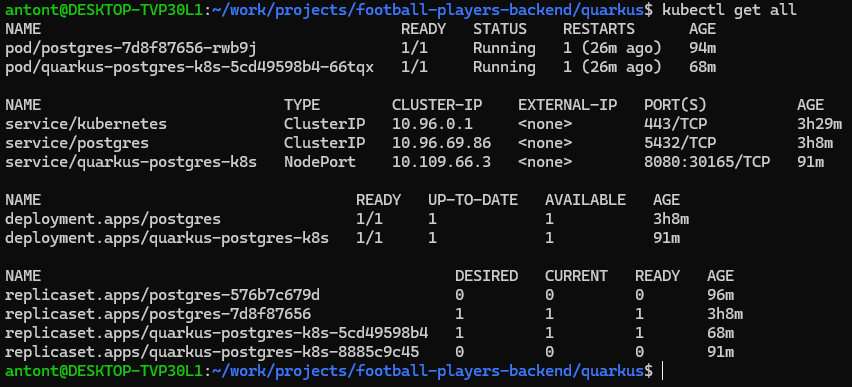 antont@DESKTOP-TVP30L1:~/work/projects/football-players-backend/quarkus$ kubectl get all
NAME READY STATUS RESTARTS AGE
pod/postgres-7d8f87656-rwb9j 1/1 Running 1 (26m ago) 94m
pod/quarkus-postgres-k8s-5cd49598b4-66tqx 1/1 Running 1 (26m ago) 68m
NAME TYPE CLUSTER-IP EXTERNAL-IP PORT(S) AGE
service/kubernetes ClusterIP 10.96.0.1 <none> 443/TCP 3h29m
service/postgres ClusterIP 10.96.69.86 <none> 5432/TCP 3h8m
service/quarkus-postgres-k8s NodePort 10.109.66.3 <none> 8080:30165/TCP 91m
NAME READY UP-TO-DATE AVAILABLE AGE
deployment.apps/postgres 1/1 1 1 3h8m
deployment.apps/quarkus-postgres-k8s 1/1 1 1 91m
NAME DESIRED CURRENT READY AGE
replicaset.apps/postgres-576b7c679d 0 0 0 96m
replicaset.apps/postgres-7d8f87656 1 1 1 3h8m
replicaset.apps/quarkus-postgres-k8s-5cd49598b4 1 1 1 68m
replicaset.apps/quarkus-postgres-k8s-8885c9c45 0 0 0 91m
antont@DESKTOP-TVP30L1:~/work/projects/football-players-backend/quarkus$